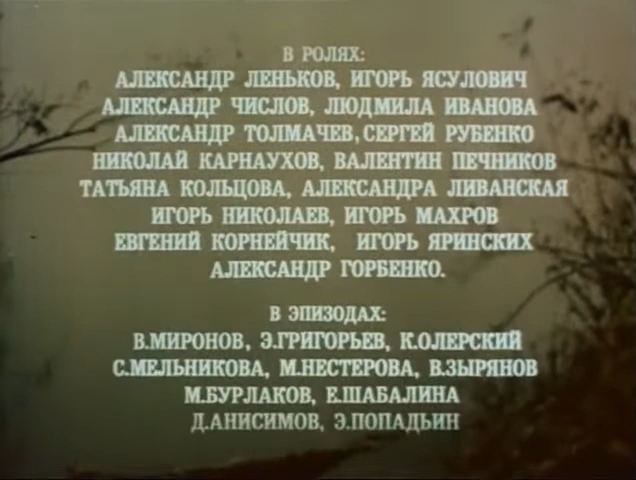 В РОЛЯХ:
АЛЕКСАНДР ЛЕНЬКОВ, ИГОРЬ ЯСУЛОВИЧ
АЛЕКСАНДР ЧИСЛОВ, ЛЮДМИЛА ИВАНОВА
АЛЕКСАНДР ТОЛМАЧЕВ, СЕРГЕЙ РУБЕНКО
НИКОЛАЙ КАРНАУХОВ, ВАЛЕНТИН ПЕЧНИКОВ
ТАТЬЯНА КОЛЬЦОВА, АЛЕКСАНДРА ЛИВАНСКАЯ
ИГОРЬ НИКОЛАЕВ, ИГОРЬ МАХРОВ
ЕВГЕНИЙ КОРНЕЙЧИК, ИГОРЬ ЯРИНСКИХ
АЛЕКСАНДР ГОРБЕНКО.
В ЭПИЗОДАХ:
В.МИРОНОВ, Э.ГРИГОРЬЕВ, К.ОЛЕРСКИЙ
С.МЕЛЬНИКОВА, М.НЕСТЕРОВА, В.ЗЫРЯНОВ
М.БУРЛАКОВ, Е.ШАБАЛИНА
Д.АНИСИМОВ, Э.ПОПАДЬИН